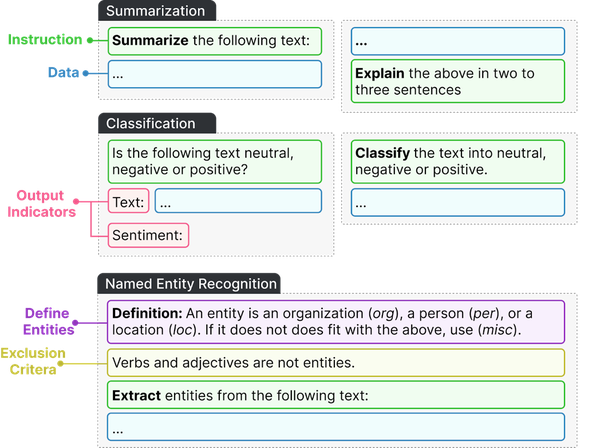 Summarization
Instruction
Summarize the following text:
Data
...
...
Explain the above in two to
three sentences
Classification
Is the following text neutral,
negative or positive?
Output
Indicators
Text:
...
Sentiment:
Classify the text into neutral,
negative or positive.
...
Named Entity Recognition
Define
Entities
Definition: An entity is an organization (org), a person (per), or a
location (loc). If it does not does fit with the above, use (misc).
Exclusion
Critera
Verbs and adjectives are not entities.
Extract entities from the following text:
...